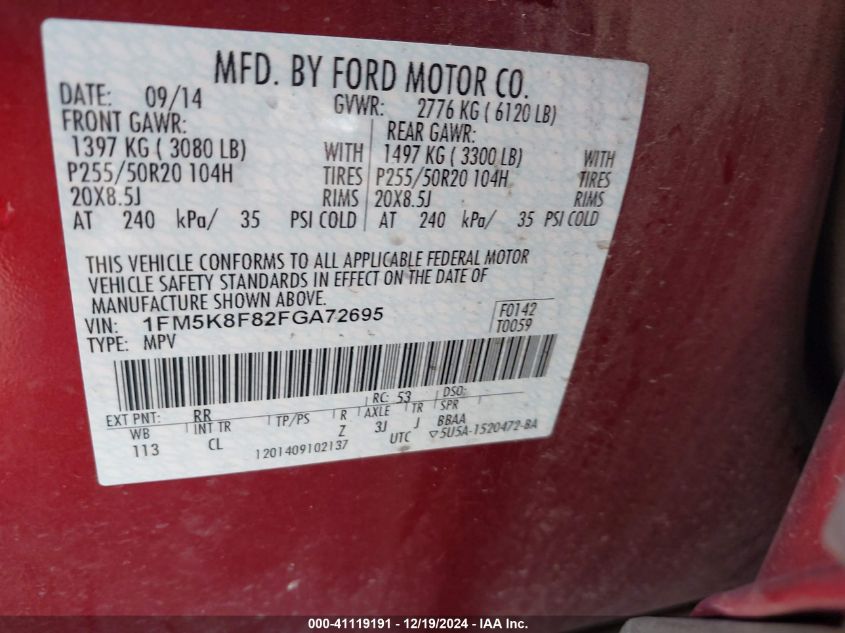 MFD. BY FORD MOTOR CO.
DATE: 09/14 GVWR: 2776 KG ( 6120 LB)
FRONT GAWR: REAR GAWR:
1397 KG ( 3080 LB) WITH 1497 KG ( 3300 LB) WITH
P255/50R20 104H TIRES P255/50R20 104H TIRES
20X8.5J RIMS 20X8.5J RIMS
AT 240 kPa/ 35 PSI COLD AT 240 kPa/ 35 PSI COLD
THIS VEHICLE CONFORMS TO ALL APPLICABLE FEDERAL MOTOR
VEHICLE SAFETY STANDARDS IN EFFECT ON THE DATE OF
MANUFACTURE SHOWN ABOVE.
VIN: 1FM5K8F82FGA72695 F0142
TYPE: MPV T0059
EXT PNT: RR RC: 53 DSO:
WB INT TR TP/PS R AXLE TR SPR
113 CL Z 3J J BBAA
1201409102137 UTC ▽5U5A-1520472-BA
000-41119191 - 12/19/2024 - IAA Inc.